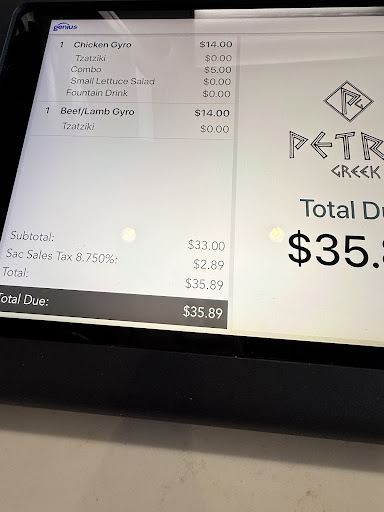 genius
1 Chicken Gyro $14.00
Tzatziki $0.00
Combo $5.00
Small Lettuce Salad $0.00
Fountain Drink $0.00
1 Beef/Lamb Gyro $14.00
Tzatziki $0.00
Subtotal: $33.00
Sac Sales Tax 8.750%: $2.89
Total: $35.89
Total Due: $35.89
PETR
GREEK
Total Du
$35.8